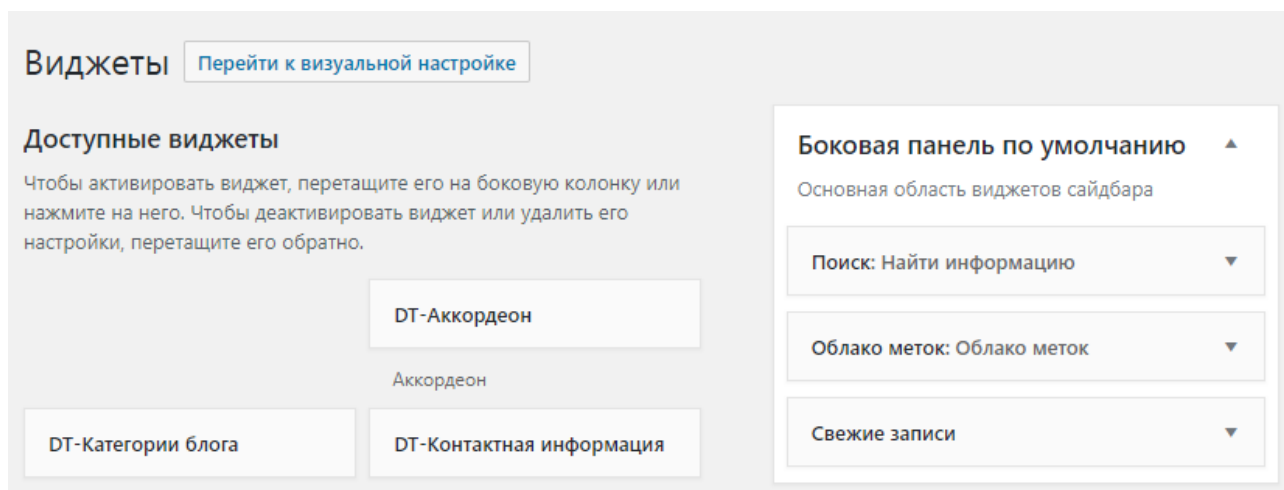 Виджеты
Перейти к визуальной настройке
Доступные виджеты
Чтобы активировать виджет, перетащите его на боковую колонку или
нажмите на него. Чтобы деактивировать виджет или удалить его
настройки, перетащите его обратно.
DT-Аккордеон
Аккордеон
DT-Категории блога
DT-Контактная информация
Боковая панель по умолчанию
Основная область виджетов сайдбара
Поиск: Найти информацию
Облако меток: Облако меток
Свежие записи